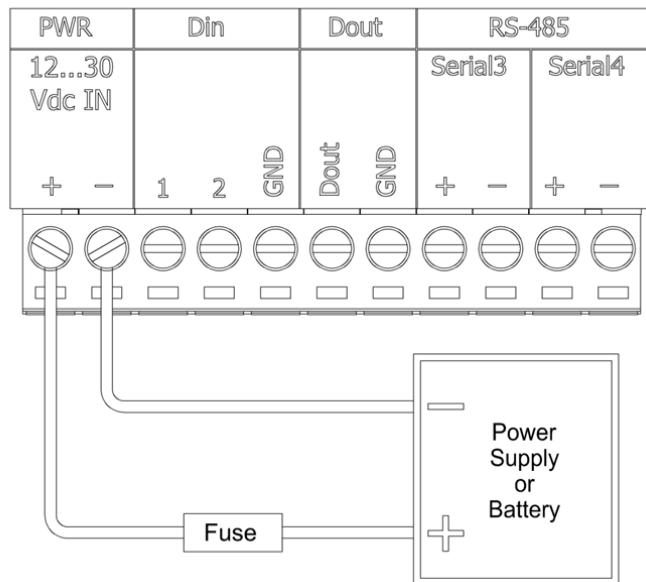 PWR Din Dout RS-485
12...30 Serial3 Serial4
Vdc IN
+ − 1 2 GND Dout GND + − + −
−
Power
Supply
or
Battery
Fuse
+